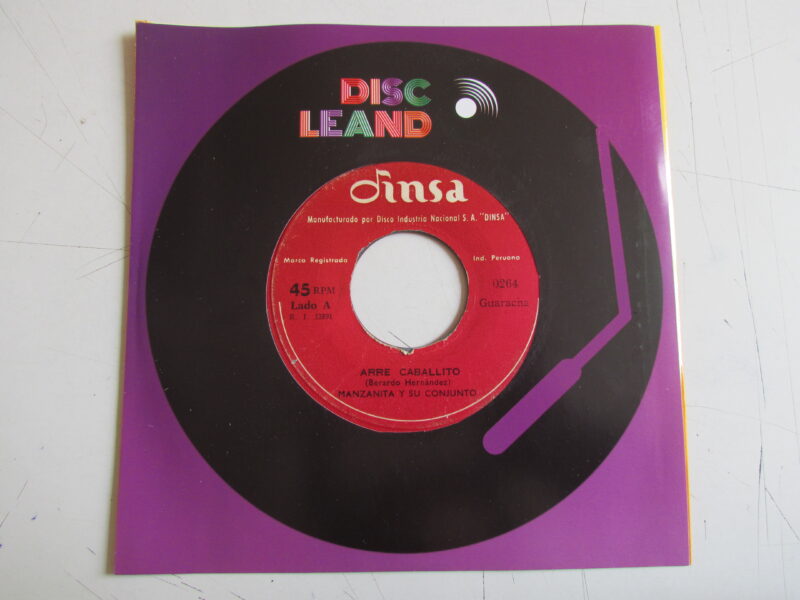 DISC
LEAND
dinsa
Manufacturado por Disco Industria Nacional S. A. "DINSA"
Marca Registrada
Ind. Peruana
45 RPM
0264
Lado A
Guaracha
R. I. 12891
ARRE CABALLITO
(Berardo Hernández)
MANZANITA Y SU CONJUNTO